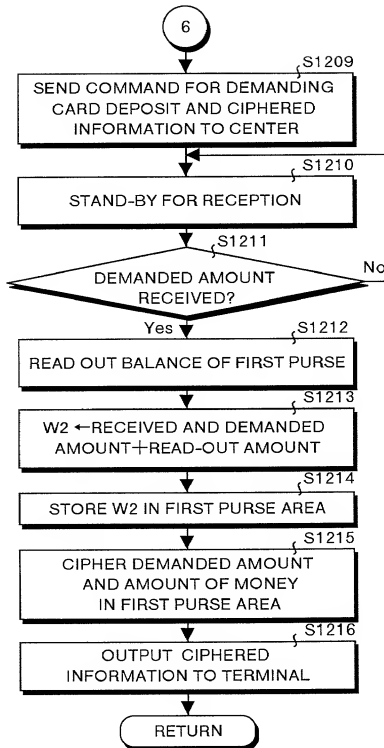 6
S1209
SEND COMMAND FOR DEMANDING
CARD DEPOSIT AND CIPHERED
INFORMATION TO CENTER
S1210
STAND-BY FOR RECEPTION
S1211
DEMANDED AMOUNT
RECEIVED?
No
Yes
S1212
READ OUT BALANCE OF FIRST PURSE
S1213
W2 ←RECEIVED AND DEMANDED
AMOUNT+READ-OUT AMOUNT
S1214
STORE W2 IN FIRST PURSE AREA
S1215
CIPHER DEMANDED AMOUNT
AND AMOUNT OF MONEY
IN FIRST PURSE AREA
S1216
OUTPUT CIPHERED
INFORMATION TO TERMINAL
RETURN